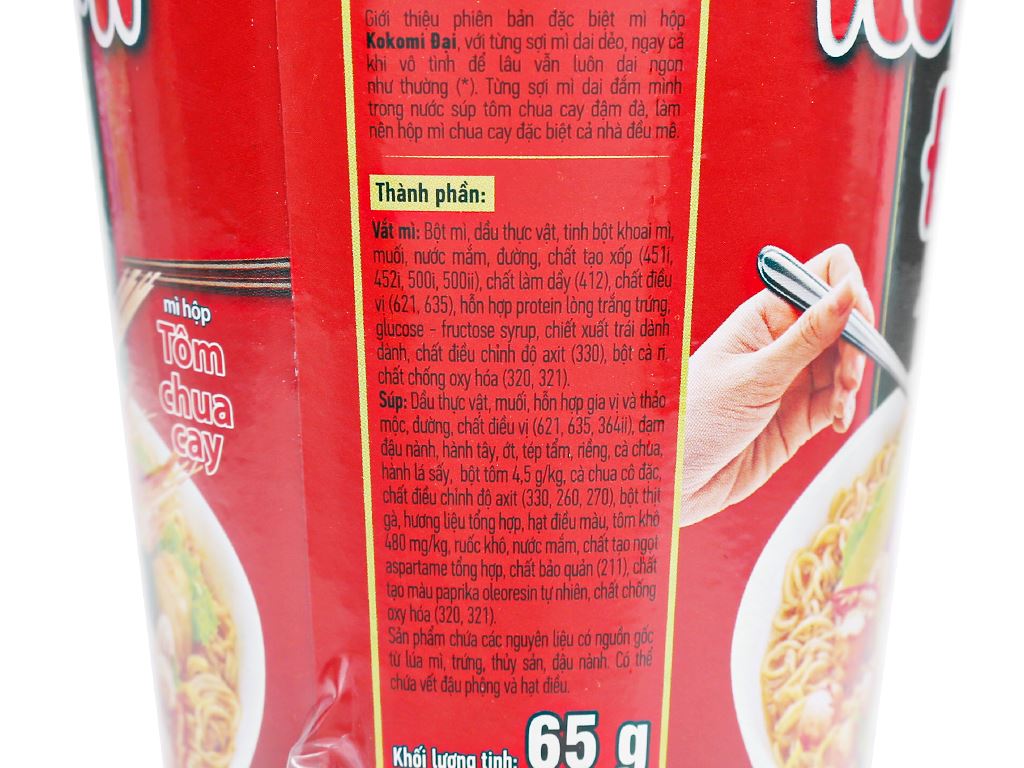 Giới thiệu phiên bản đặc biệt mì hộp
Kokomi Đại, với từng sợi mì dai dẻo, ngay cả
khi vô tình để lâu vẫn luôn dai ngon
như thường (*). Từng sợi mì dai đắm mình
trong nước súp tôm chua cay đậm đà, làm
nên hộp mì chua cay đặc biệt cả nhà đều mê.
Thành phần:
Vắt mì: Bột mì, dầu thực vật, tinh bột khoai mì,
muối, nước mắm, đường, chất tạo xốp (451i,
452i, 500i, 500ii), chất làm dầy (412), chất điều
vị (621, 635), hỗn hợp protein lòng trắng trứng,
glucose - fructose syrup, chiết xuất trái dành
dành, chất điều chỉnh độ axit (330), bột cà ri,
chất chống oxy hóa (320, 321).
Súp: Dầu thực vật, muối, hỗn hợp gia vị và thảo
mộc, đường, chất điều vị (621, 635, 364ii), đạm
đậu nành, hành tây, ớt, tép tẩm, riềng, cà chua,
hành lá sấy, bột tôm 4,5 g/kg, cà chua cô đặc,
chất điều chỉnh độ axit (330, 260, 270), bột thịt
gà, hương liệu tổng hợp, hạt điều màu, tôm khô
480 mg/kg, ruốc khô, nước mắm, chất tạo ngọt
aspartame tổng hợp, chất bảo quản (211), chất
tạo màu paprika oleoresin tự nhiên, chất chống
oxy hóa (320, 321).
Sản phẩm chứa các nguyên liệu có nguồn gốc
từ lúa mì, trứng, thủy sản, đậu nành. Có thể
chứa vết đậu phộng và hạt điều.
Khối lượng tịnh: 65 g
mì hộp
Tôm
chua
cay